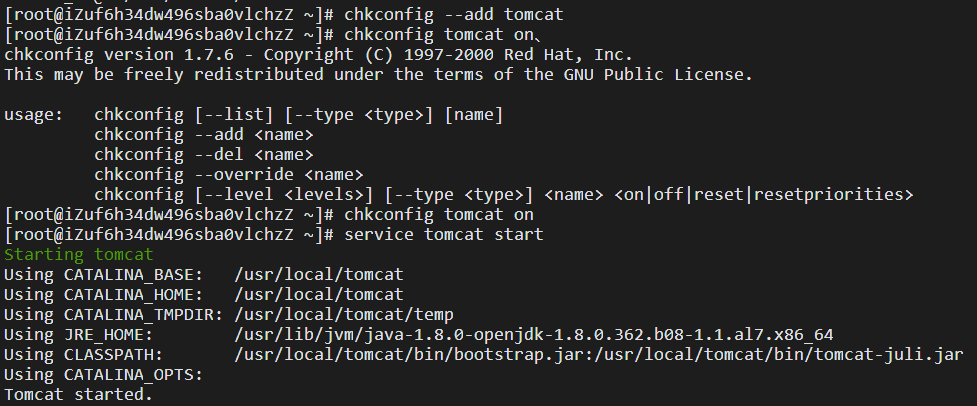 [root@iZuf6h34dw496sba0vlchzZ ~]# chkconfig --add tomcat
[root@iZuf6h34dw496sba0vlchzZ ~]# chkconfig tomcat on、
chkconfig version 1.7.6 - Copyright (C) 1997-2000 Red Hat, Inc.
This may be freely redistributed under the terms of the GNU Public License.

usage:   chkconfig [--list] [--type <type>] [name]
         chkconfig --add <name>
         chkconfig --del <name>
         chkconfig --override <name>
         chkconfig [--level <levels>] [--type <type>] <name> <on|off|reset|resetpriorities>
[root@iZuf6h34dw496sba0vlchzZ ~]# chkconfig tomcat on
[root@iZuf6h34dw496sba0vlchzZ ~]# service tomcat start
Starting tomcat
Using CATALINA_BASE:   /usr/local/tomcat
Using CATALINA_HOME:   /usr/local/tomcat
Using CATALINA_TMPDIR: /usr/local/tomcat/temp
Using JRE_HOME:        /usr/lib/jvm/java-1.8.0-openjdk-1.8.0.362.b08-1.1.al7.x86_64
Using CLASSPATH:       /usr/local/tomcat/bin/bootstrap.jar:/usr/local/tomcat/bin/tomcat-juli.jar
Using CATALINA_OPTS:
Tomcat started.